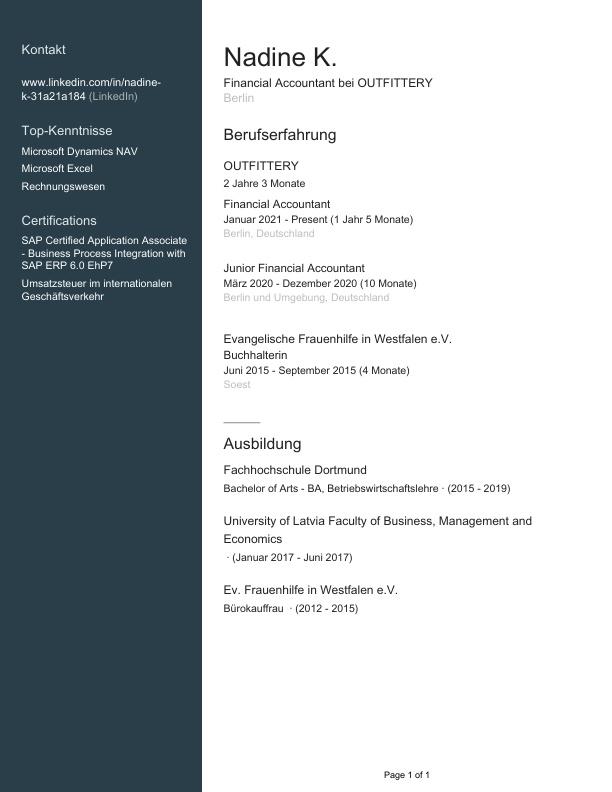 Kontakt
www.linkedin.com/in/nadine-
k-31a21a184 (LinkedIn)
Top-Kenntnisse
Microsoft Dynamics NAV
Microsoft Excel
Rechnungswesen
Certifications
SAP Certified Application Associate
- Business Process Integration with
SAP ERP 6.0 EhP7
Umsatzsteuer im internationalen
Geschäftsverkehr
Nadine K.
Financial Accountant bei OUTFITTERY
Berlin
Berufserfahrung
OUTFITTERY
2 Jahre 3 Monate
Financial Accountant
Januar 2021 - Present (1 Jahr 5 Monate)
Berlin, Deutschland
Junior Financial Accountant
März 2020 - Dezember 2020 (10 Monate)
Berlin und Umgebung, Deutschland
Evangelische Frauenhilfe in Westfalen e.V.
Buchhalterin
Juni 2015 - September 2015 (4 Monate)
Soest
Ausbildung
Fachhochschule Dortmund
Bachelor of Arts - BA, Betriebswirtschaftslehre · (2015 - 2019)
University of Latvia Faculty of Business, Management and
Economics
· (Januar 2017 - Juni 2017)
Ev. Frauenhilfe in Westfalen e.V.
Bürokauffrau · (2012 - 2015)
Page 1 of 1